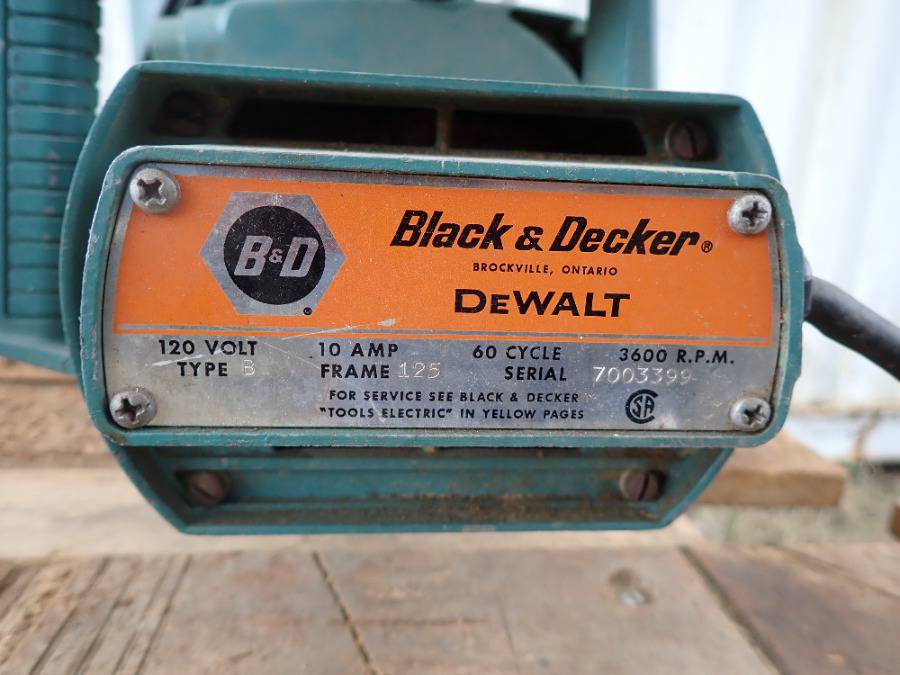 B&D®
Black & Decker®
BROCKVILLE, ONTARIO
DEWALT
120 VOLT 10 AMP 60 CYCLE 3600 R.P.M.
TYPE B FRAME 125 SERIAL 7003399
FOR SERVICE SEE BLACK & DECKER
"TOOLS ELECTRIC" IN YELLOW PAGES
CSA